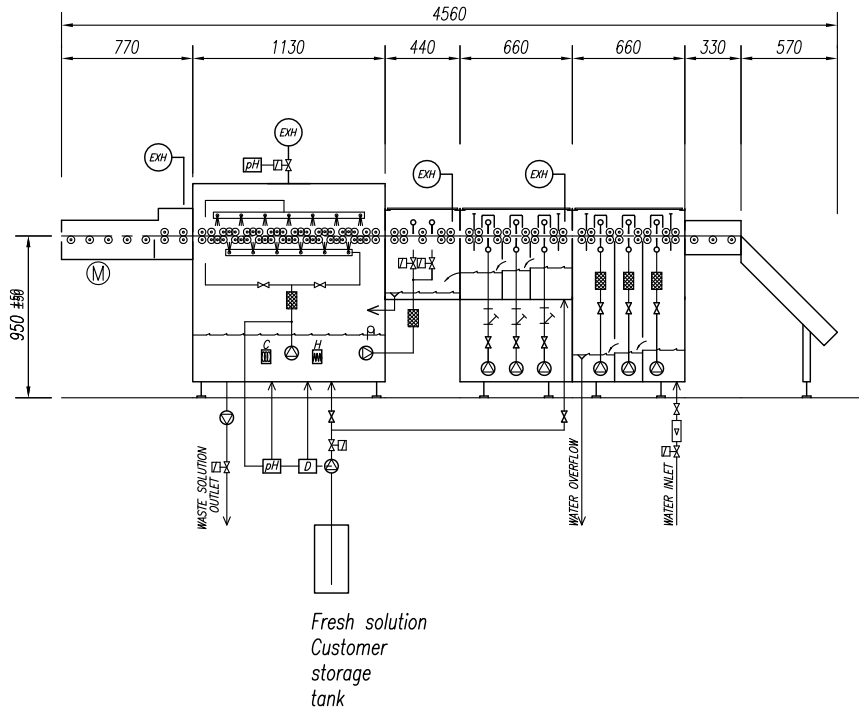 4560
770
1130
440
660
660
330
570
EXH
EXH
pH
EXH
EXH
M
950 ±50
C
H
pH
D
WASTE SOLUTION
OUTLET
WATER OVERFLOW
WATER INLET
Fresh solution
Customer
storage
tank